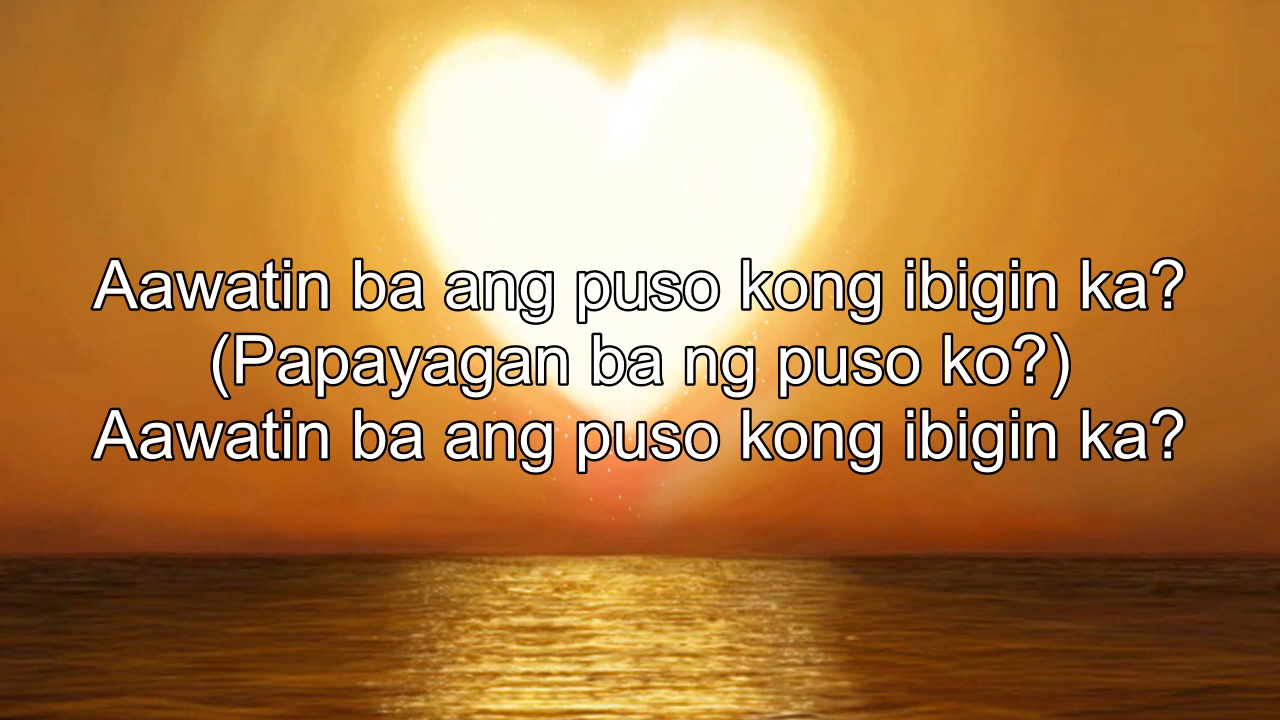 Aawatin ba ang puso kong ibigin ka?
(Papayagan ba ng puso ko?)
Aawatin ba ang puso kong ibigin ka?